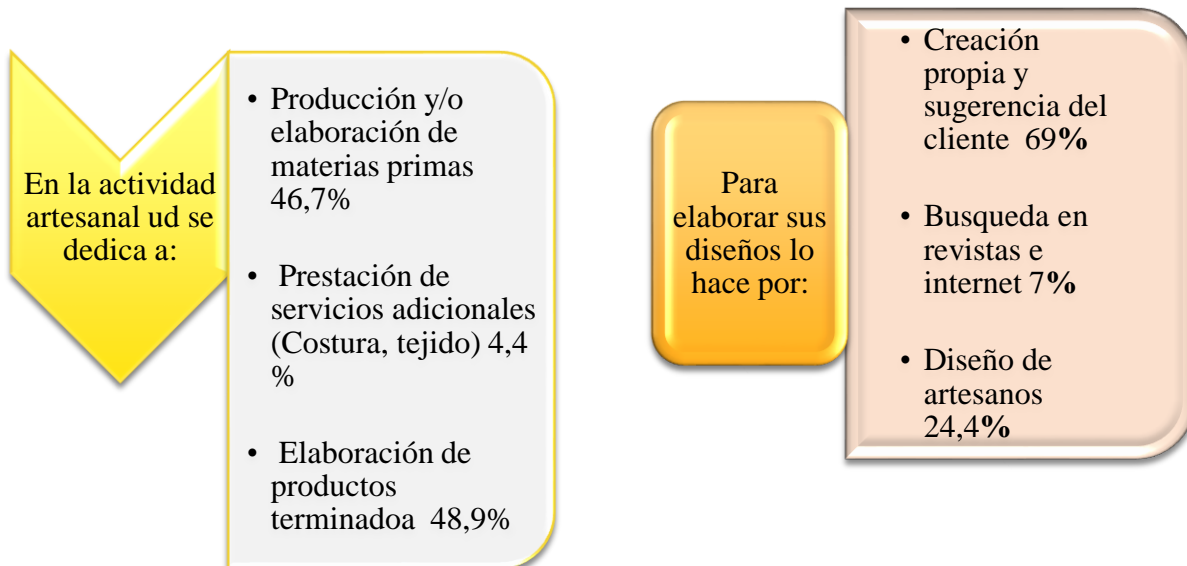 En la actividad
artesanal ud se
dedica a:
• Producción y/o
elaboración de
materias primas
46,7%
• Prestación de
servicios adicionales
(Costura, tejido) 4,4
%
• Elaboración de
productos
terminadoa 48,9%
Para
elaborar sus
diseños lo
hace por:
• Creación
propia y
sugerencia del
cliente 69%
• Busqueda en
revistas e
internet 7%
• Diseño de
artesanos
24,4%